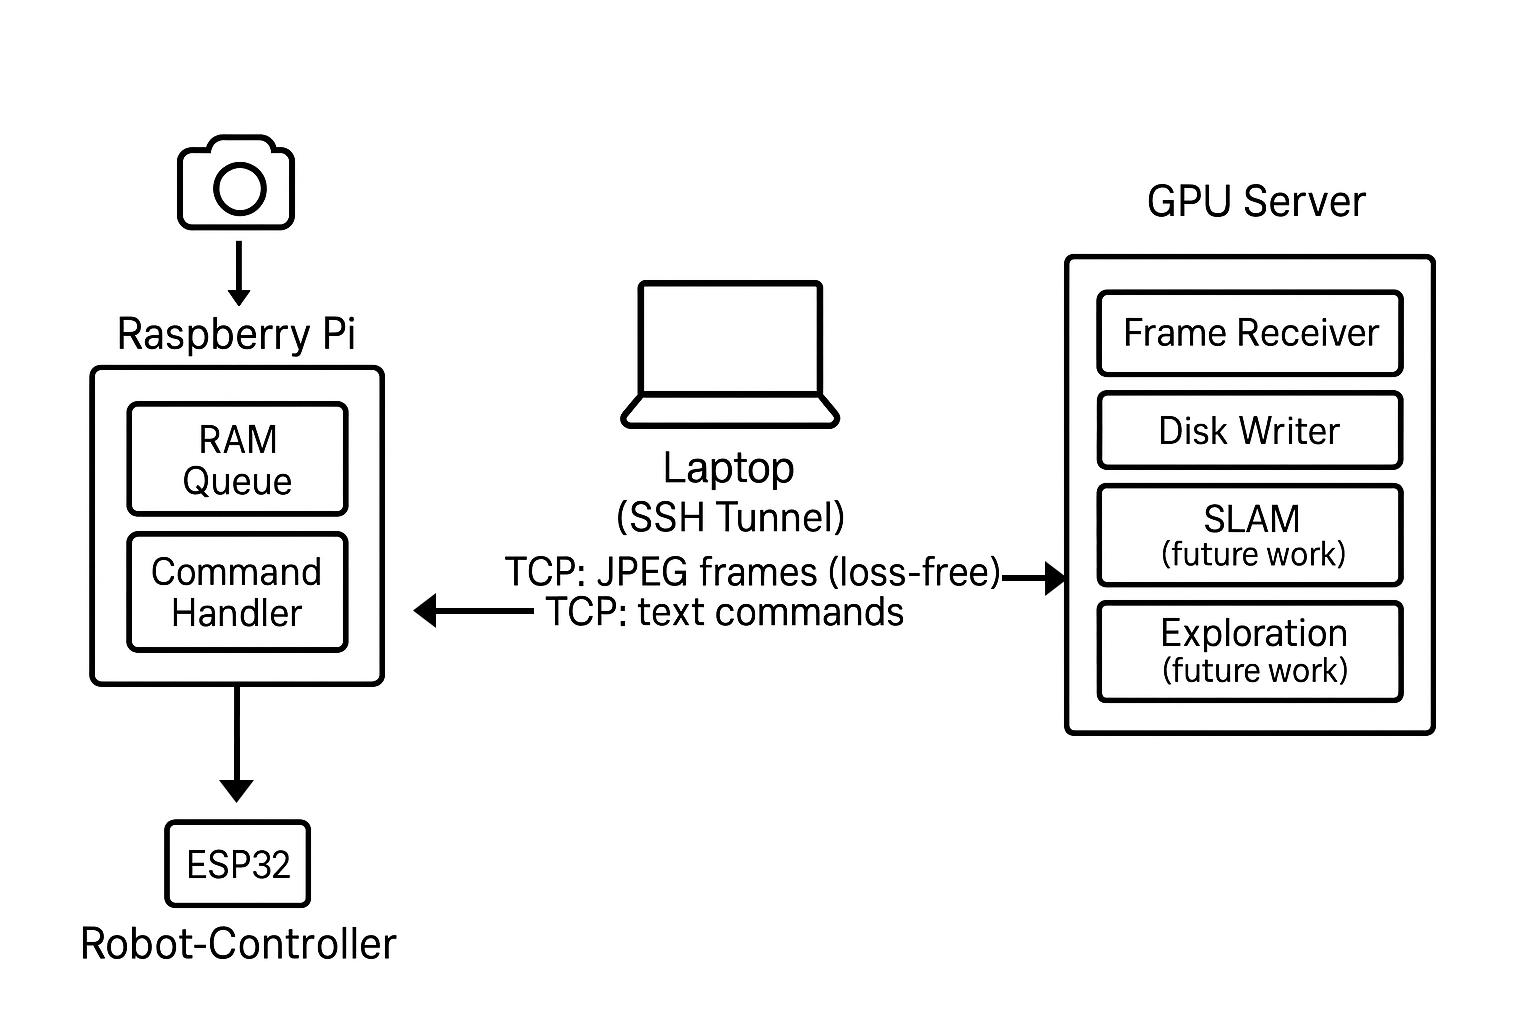 Raspberry Pi
RAM
Queue
Command
Handler
ESP32
Robot-Controller
Laptop
(SSH Tunnel)
TCP: JPEG frames (loss-free)
TCP: text commands
GPU Server
Frame Receiver
Disk Writer
SLAM
(future work)
Exploration
(future work)